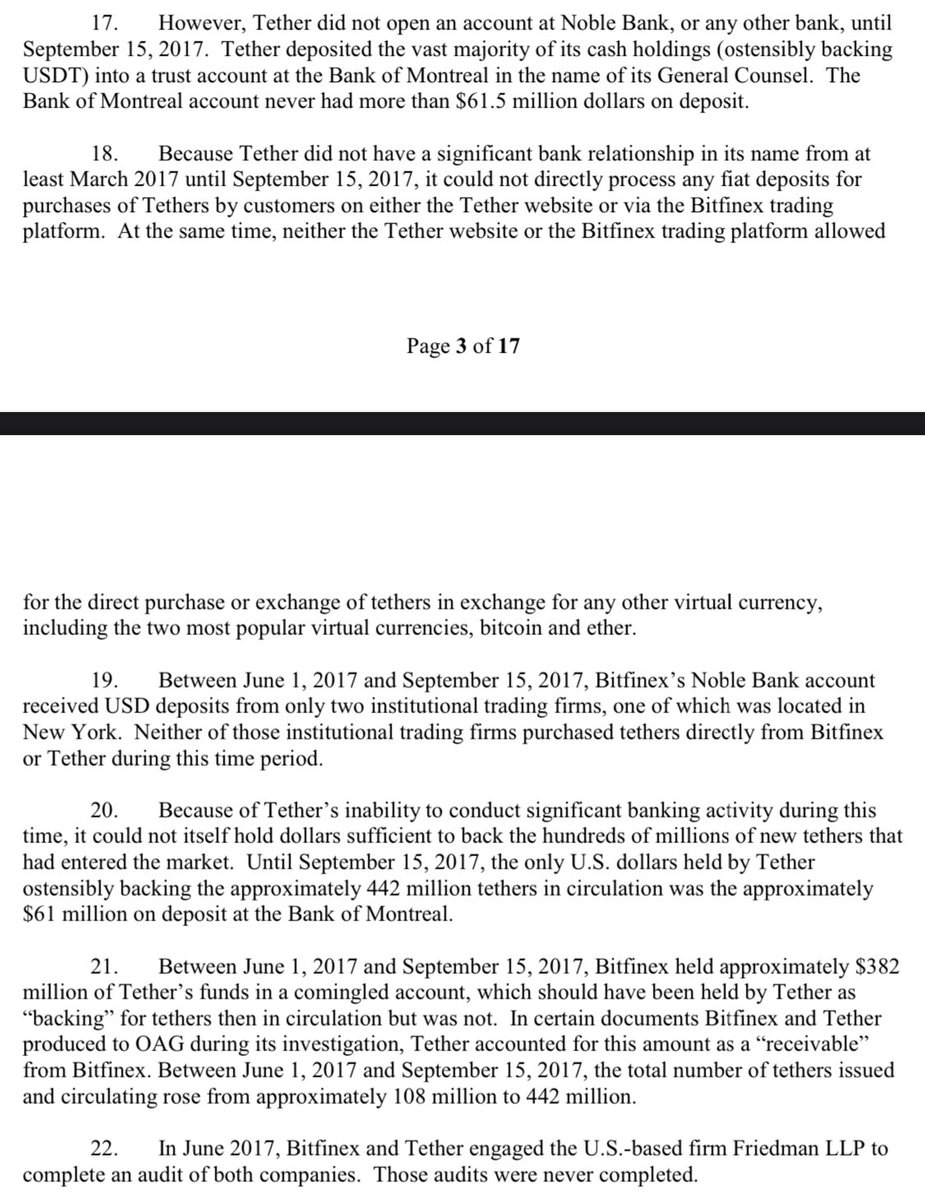 17. However, Tether did not open an account at Noble Bank, or any other bank, until
September 15, 2017. Tether deposited the vast majority of its cash holdings (ostensibly backing
USDT) into a trust account at the Bank of Montreal in the name of its General Counsel. The
Bank of Montreal account never had more than $61.5 million dollars on deposit.
18. Because Tether did not have a significant bank relationship in its name from at
least March 2017 until September 15, 2017, it could not directly process any fiat deposits for
purchases of Tethers by customers on either the Tether website or via the Bitfinex trading
platform. At the same time, neither the Tether website or the Bitfinex trading platform allowed
Page 3 of 17
for the direct purchase or exchange of tethers in exchange for any other virtual currency,
including the two most popular virtual currencies, bitcoin and ether.
19. Between June 1, 2017 and September 15, 2017, Bitfinex’s Noble Bank account
received USD deposits from only two institutional trading firms, one of which was located in
New York. Neither of those institutional trading firms purchased tethers directly from Bitfinex
or Tether during this time period.
20. Because of Tether’s inability to conduct significant banking activity during this
time, it could not itself hold dollars sufficient to back the hundreds of millions of new tethers that
had entered the market. Until September 15, 2017, the only U.S. dollars held by Tether
ostensibly backing the approximately 442 million tethers in circulation was the approximately
$61 million on deposit at the Bank of Montreal.
21. Between June 1, 2017 and September 15, 2017, Bitfinex held approximately $382
million of Tether’s funds in a comingled account, which should have been held by Tether as
“backing” for tethers then in circulation but was not. In certain documents Bitfinex and Tether
produced to OAG during its investigation, Tether accounted for this amount as a “receivable”
from Bitfinex. Between June 1, 2017 and September 15, 2017, the total number of tethers issued
and circulating rose from approximately 108 million to 442 million.
22. In June 2017, Bitfinex and Tether engaged the U.S.-based firm Friedman LLP to
complete an audit of both companies. Those audits were never completed.